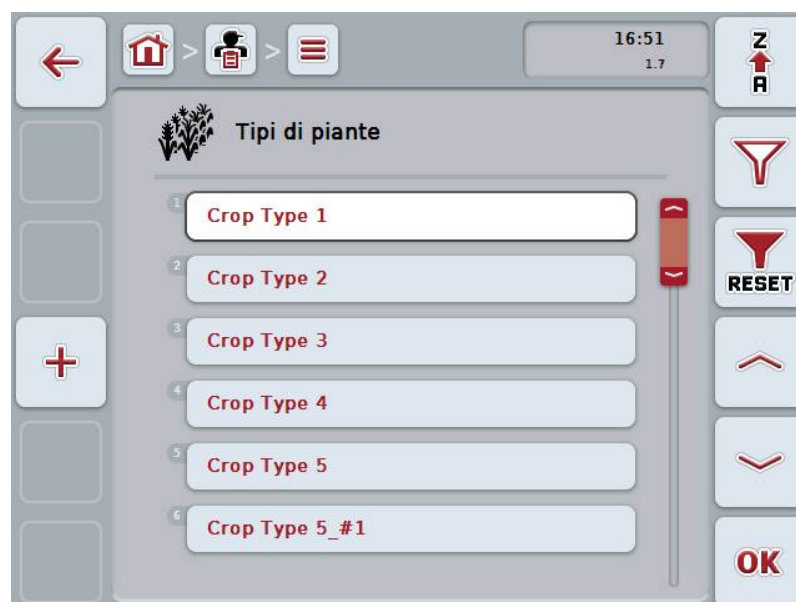 16:51
1.7
Z
A
Tipi di piante
1
Crop Type 1
2
Crop Type 2
RESET
3
Crop Type 3
4
Crop Type 4
5
Crop Type 5
6
Crop Type 5_#1
OK